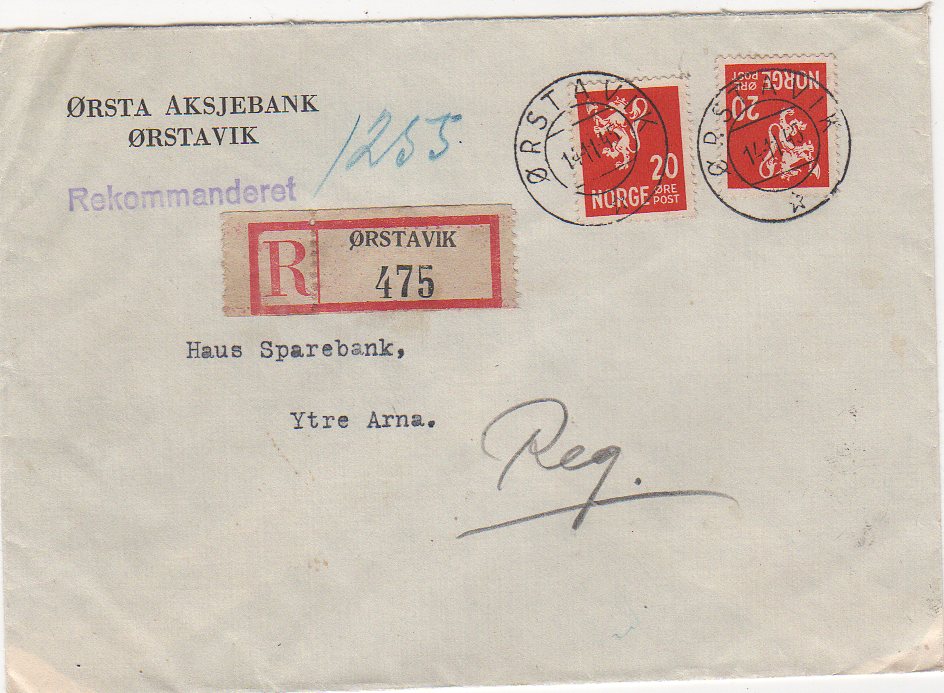 ØRSTA AKSJEBANK
ØRSTAVIK
1255
Rekommanderet
R
ØRSTAVIK
475
ØRSTAVIK
20
NORGE ØRE
POST
ØRSTAVIK
20 ØRE
NORGE POST
Haus Sparebank,
Ytre Arna.
Reg.